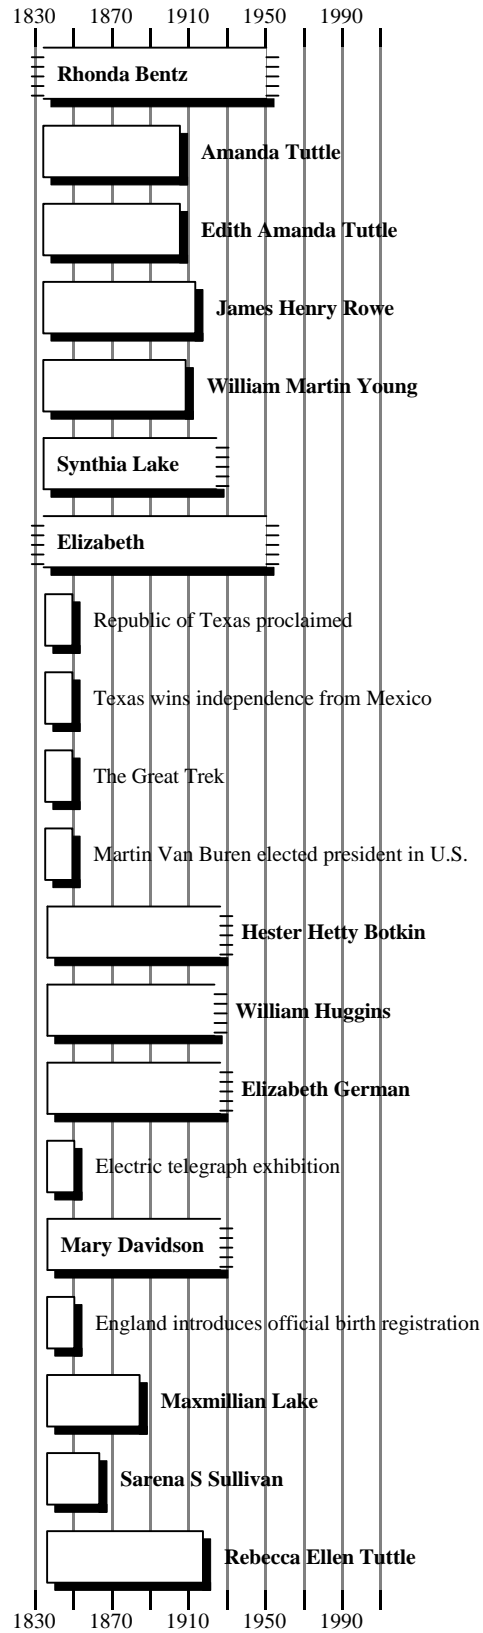 1830 1870 1910 1950 1990
Rhonda Bentz
Amanda Tuttle
Edith Amanda Tuttle
James Henry Rowe
William Martin Young
Synthia Lake
Elizabeth
Republic of Texas proclaimed
Texas wins independence from Mexico
The Great Trek
Martin Van Buren elected president in U.S.
Hester Hetty Botkin
William Huggins
Elizabeth German
Electric telegraph exhibition
Mary Davidson
England introduces official birth registration
Maxmillian Lake
Sarena S Sullivan
Rebecca Ellen Tuttle
1830 1870 1910 1950 1990